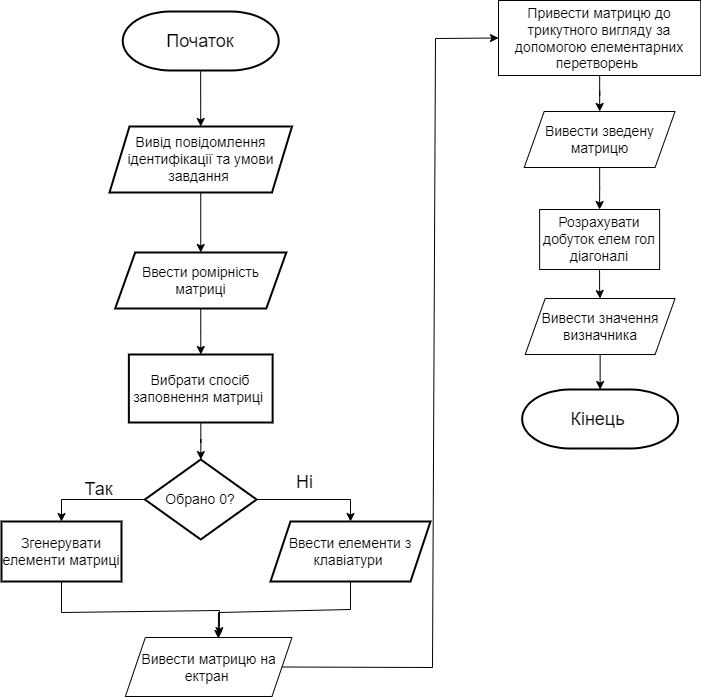 Початок
Вивід повідомлення
ідентифікації та умови
завдання
Ввести ромірність
матриці
Вибрати спосіб
заповнення матриці
Обрано 0?
Так
Ні
Згенерувати
елементи матриці
Ввести елементи з
клавіатури
Вивести матрицю на
ектран
Привести матрицю до
трикутного вигляду за
допомогою елементарних
перетворень
Вивести зведену
матрицю
Розрахувати
добуток елем гол
діагоналі
Вивести значення
визначника
Кінець